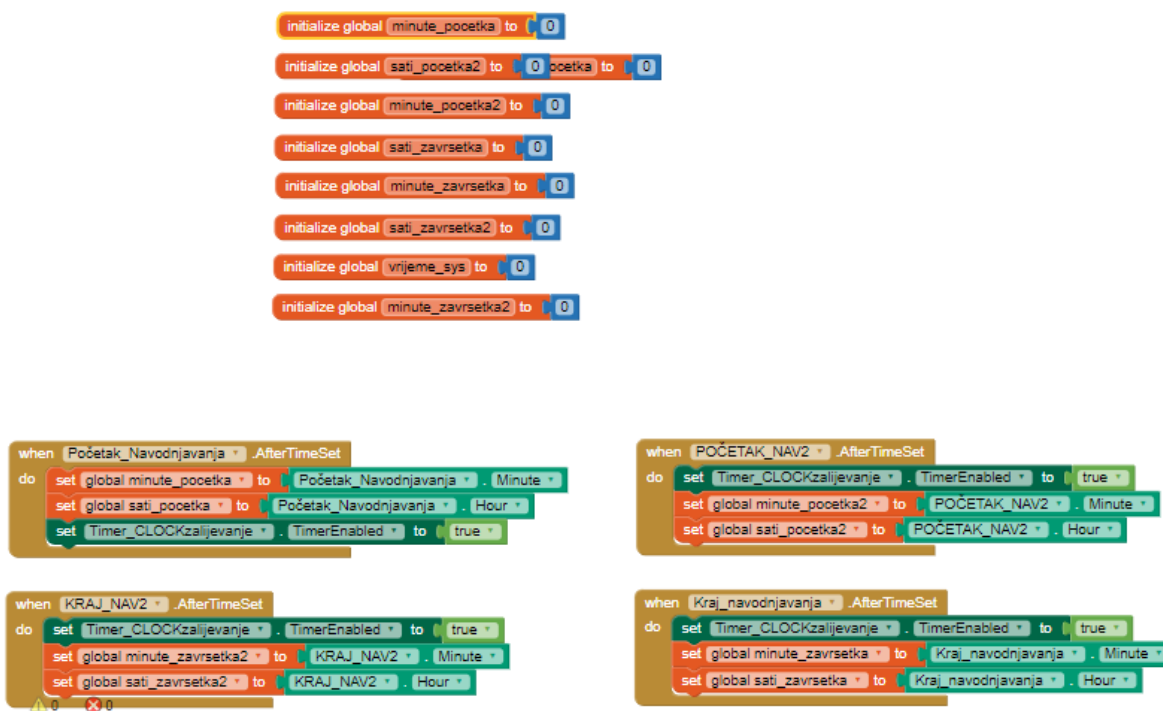 initialize global minute_pocetka to 0
initialize global sati_pocetka2 to 0 ocetka to 0
initialize global minute_pocetka2 to 0
initialize global sati_zavrsetka to 0
initialize global minute_zavrsetka to 0
initialize global sati_zavrsetka2 to 0
initialize global vrijeme_sys to 0
initialize global minute_zavrsetka2 to 0
when Početak_Navodnjavanja .AfterTimeSet
do set global minute_pocetka to Početak_Navodnjavanja . Minute
set global sati_pocetka to Početak_Navodnjavanja . Hour
set Timer_CLOCKzalijevanje . TimerEnabled to true
when POČETAK_NAV2 .AfterTimeSet
do set Timer_CLOCKzalijevanje . TimerEnabled to true
set global minute_pocetka2 to POČETAK_NAV2 . Minute
set global sati_pocetka2 to POČETAK_NAV2 . Hour
when KRAJ_NAV2 .AfterTimeSet
do set Timer_CLOCKzalijevanje . TimerEnabled to true
set global minute_zavrsetka2 to KRAJ_NAV2 . Minute
set global sati_zavrsetka2 to KRAJ_NAV2 . Hour
0 0
when Kraj_navodnjavanja .AfterTimeSet
do set Timer_CLOCKzalijevanje . TimerEnabled to true
set global minute_zavrsetka to Kraj_navodnjavanja . Minute
set global sati_zavrsetka to Kraj_navodnjavanja . Hour